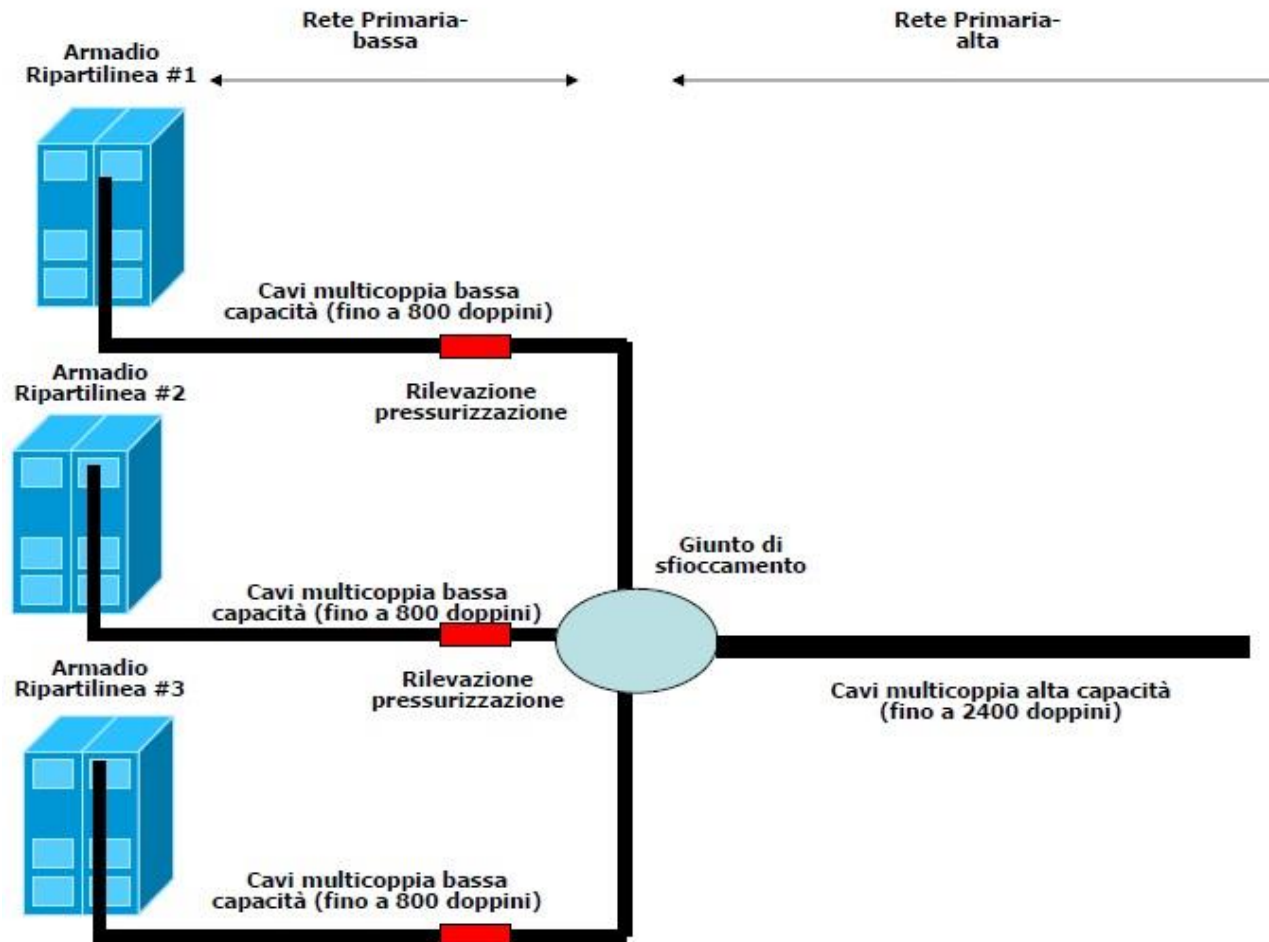 Rete Primaria-
bassa
Rete Primaria-
alta
Armadio
Ripartilinea #1
Cavi multicoppia bassa
capacità (fino a 800 doppini)
Rilevazione
pressurizzazione
Armadio
Ripartilinea #2
Giunto di
sfioccamento
Cavi multicoppia bassa
capacità (fino a 800 doppini)
Rilevazione
pressurizzazione
Cavi multicoppia alta capacità
(fino a 2400 doppini)
Armadio
Ripartilinea #3
Cavi multicoppia bassa
capacità (fino a 800 doppini)